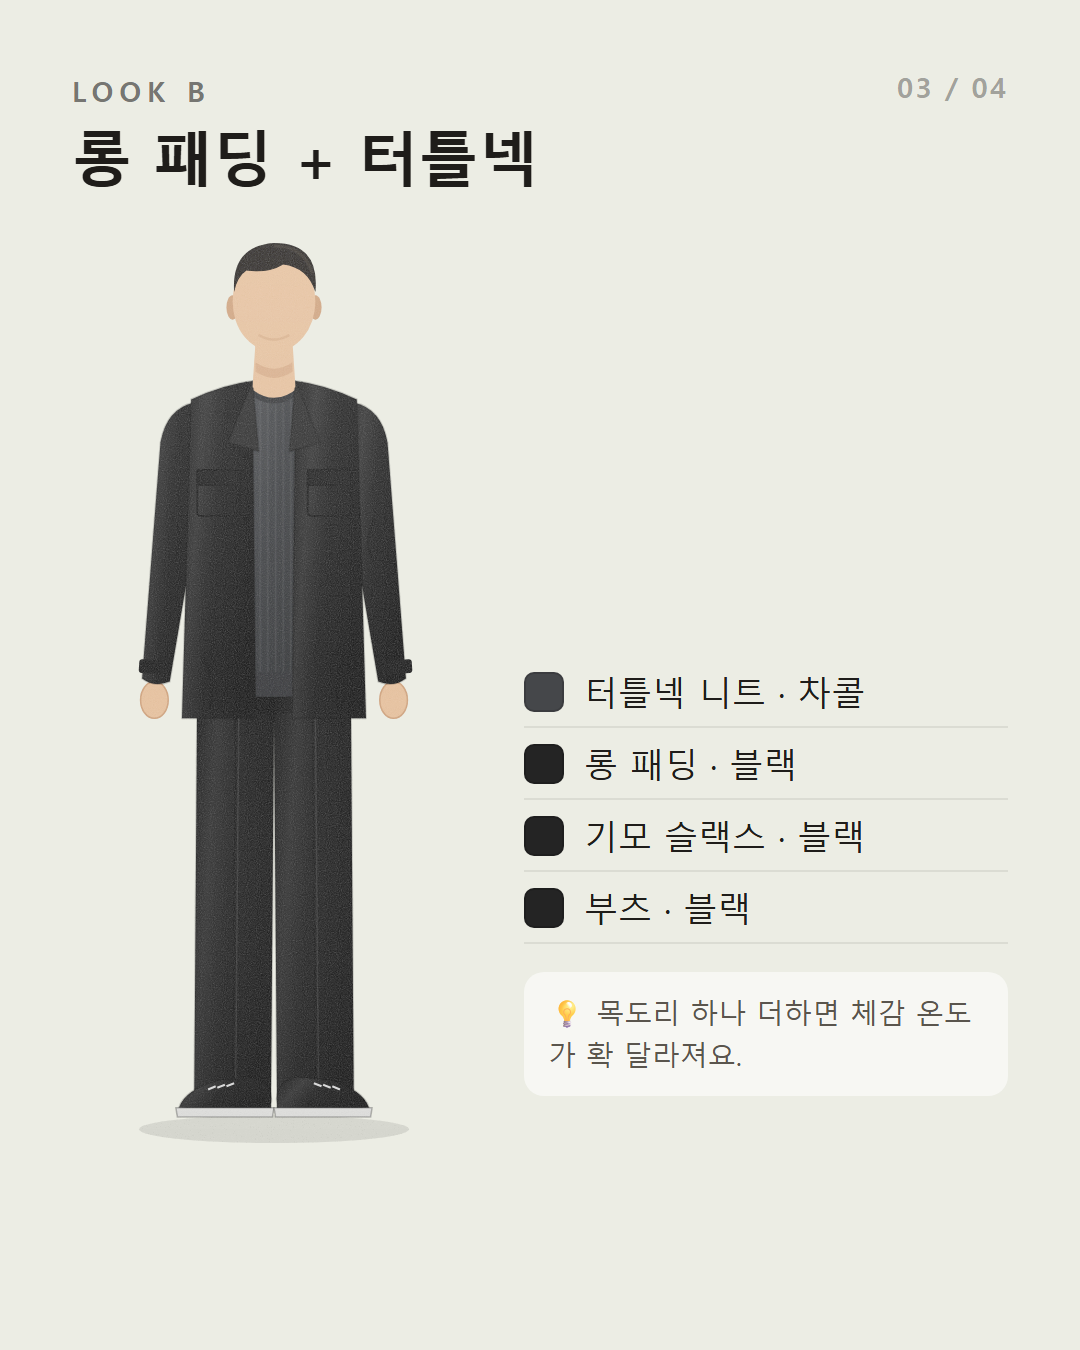 LOOK B
03 / 04
롱 패딩 + 터틀넥
터틀넥 니트 · 차콜
롱 패딩 · 블랙
기모 슬랙스 · 블랙
부츠 · 블랙
💡 목도리 하나 더하면 체감 온도
가 확 달라져요.